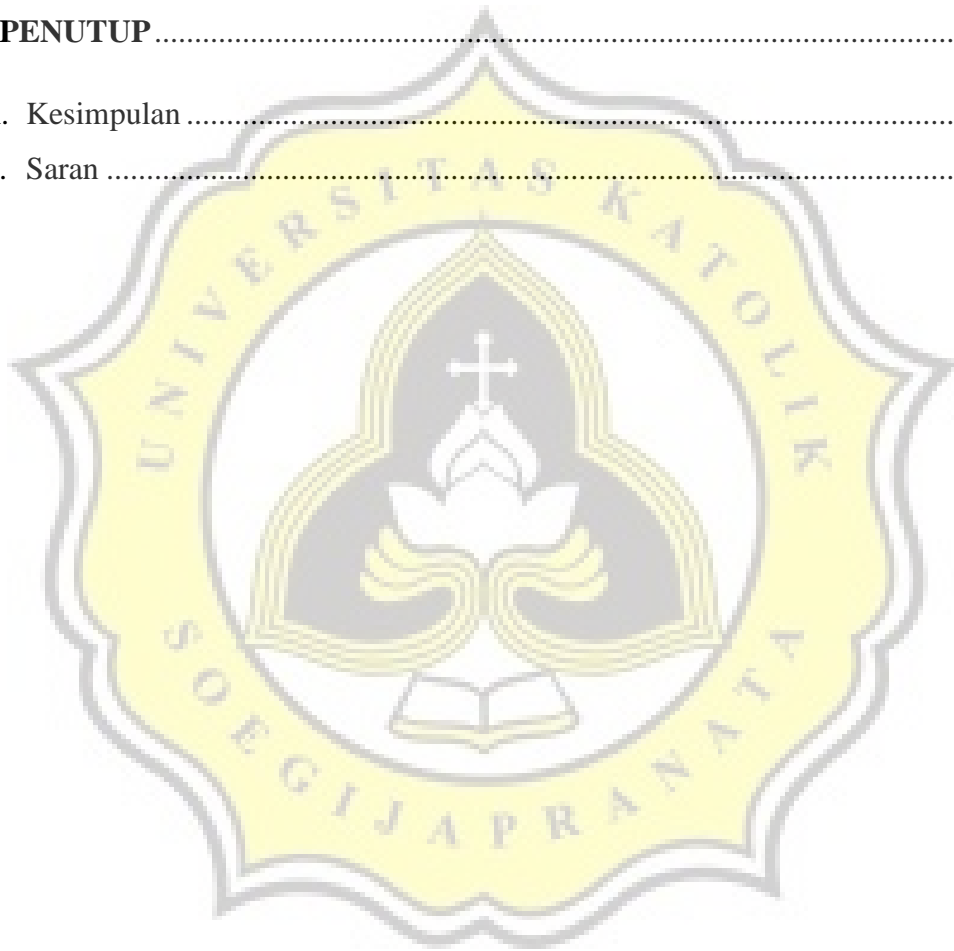 PENUTUP ................................................................................................
. Kesimpulan ................................................................................................
. Saran ................................................................................................
UNIVERSITAS KATOLIK
SOEGIJAPRANATA